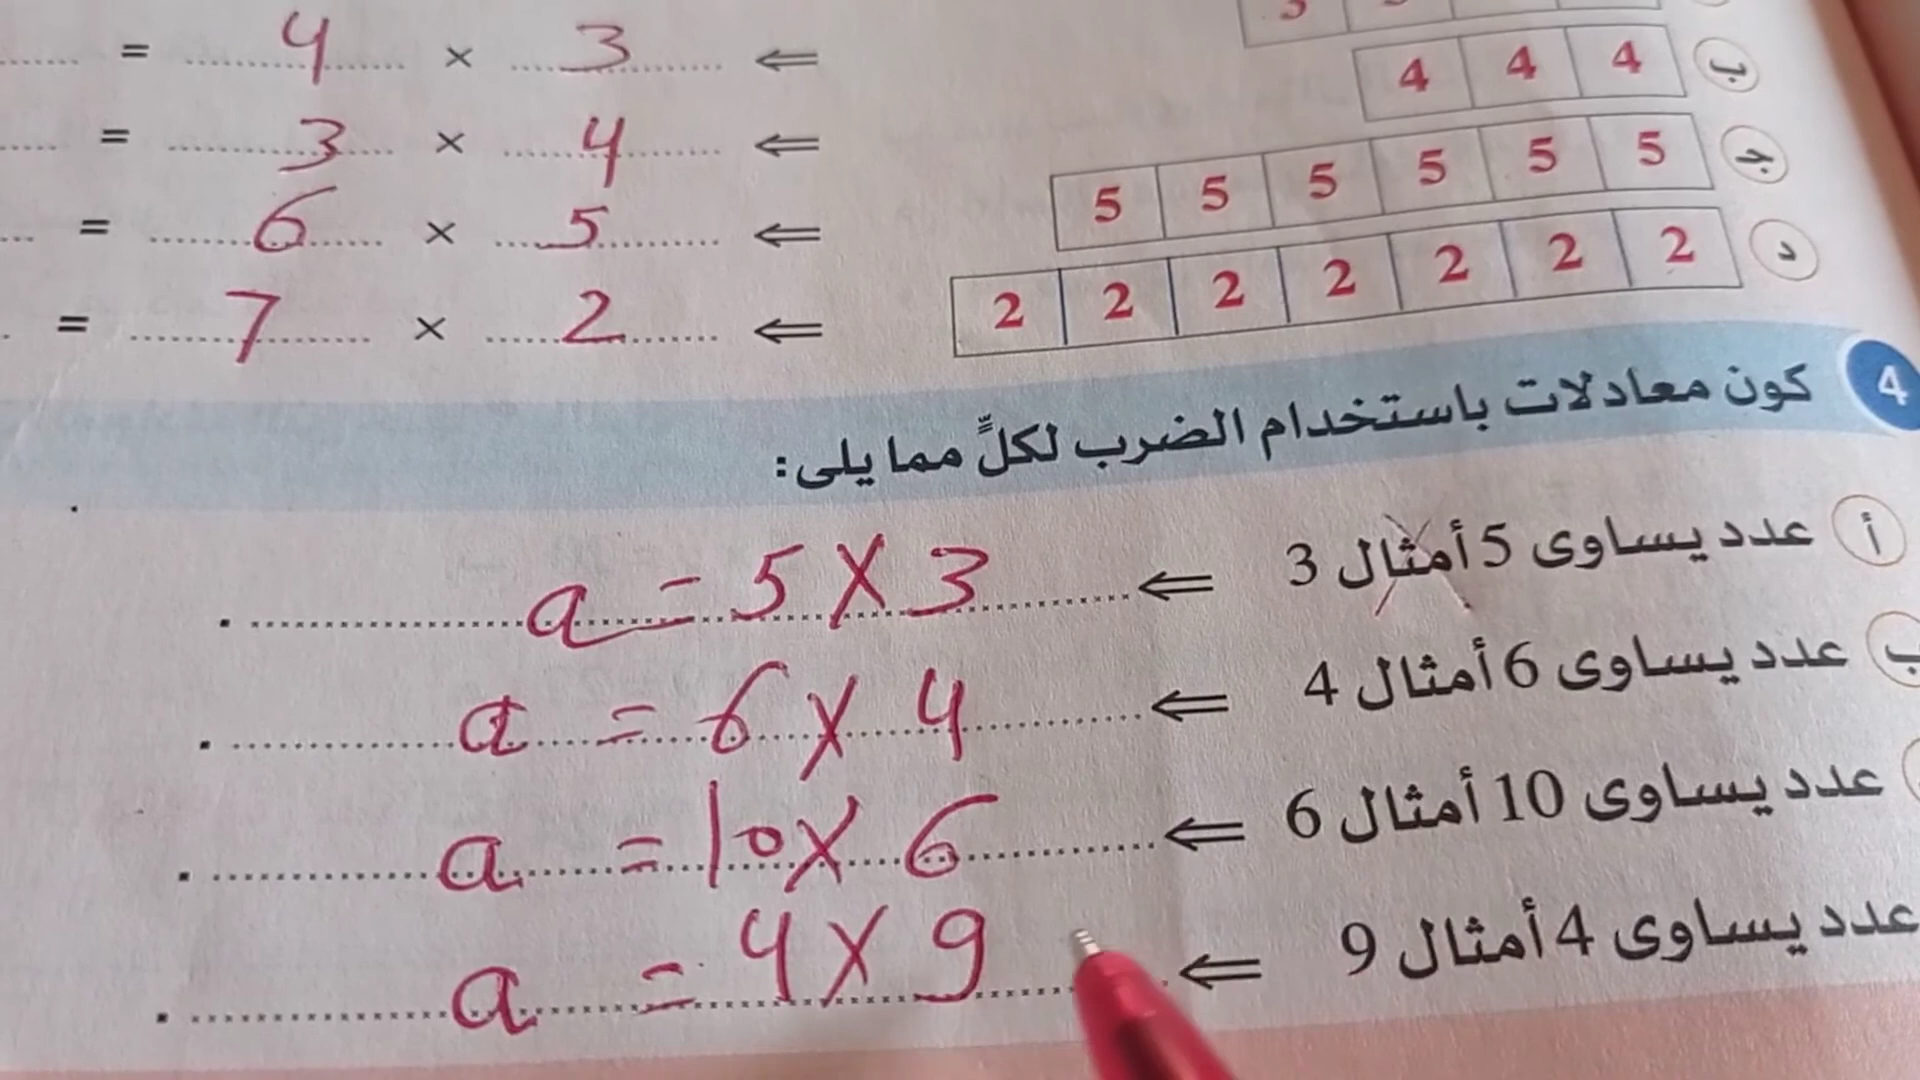 4 4 4 ب
5 5 5 5 5 5 ج
2 2 2 2 2 2 2 د
⇐ 3 × 4 =
⇐ 4 × 3 =
⇐ 5 × 6 =
⇐ 2 × 7 =
4 كون معادلات باستخدام الضرب لكلٍّ مما يلى:
أ عدد يساوى 5 أمثال 3 ⇐ a = 5 X 3
ب عدد يساوى 6 أمثال 4 ⇐ a = 6 X 4
عدد يساوى 10 أمثال 6 ⇐ a = 10 X 6
عدد يساوى 4 أمثال 9 ⇐ a = 4 X 9